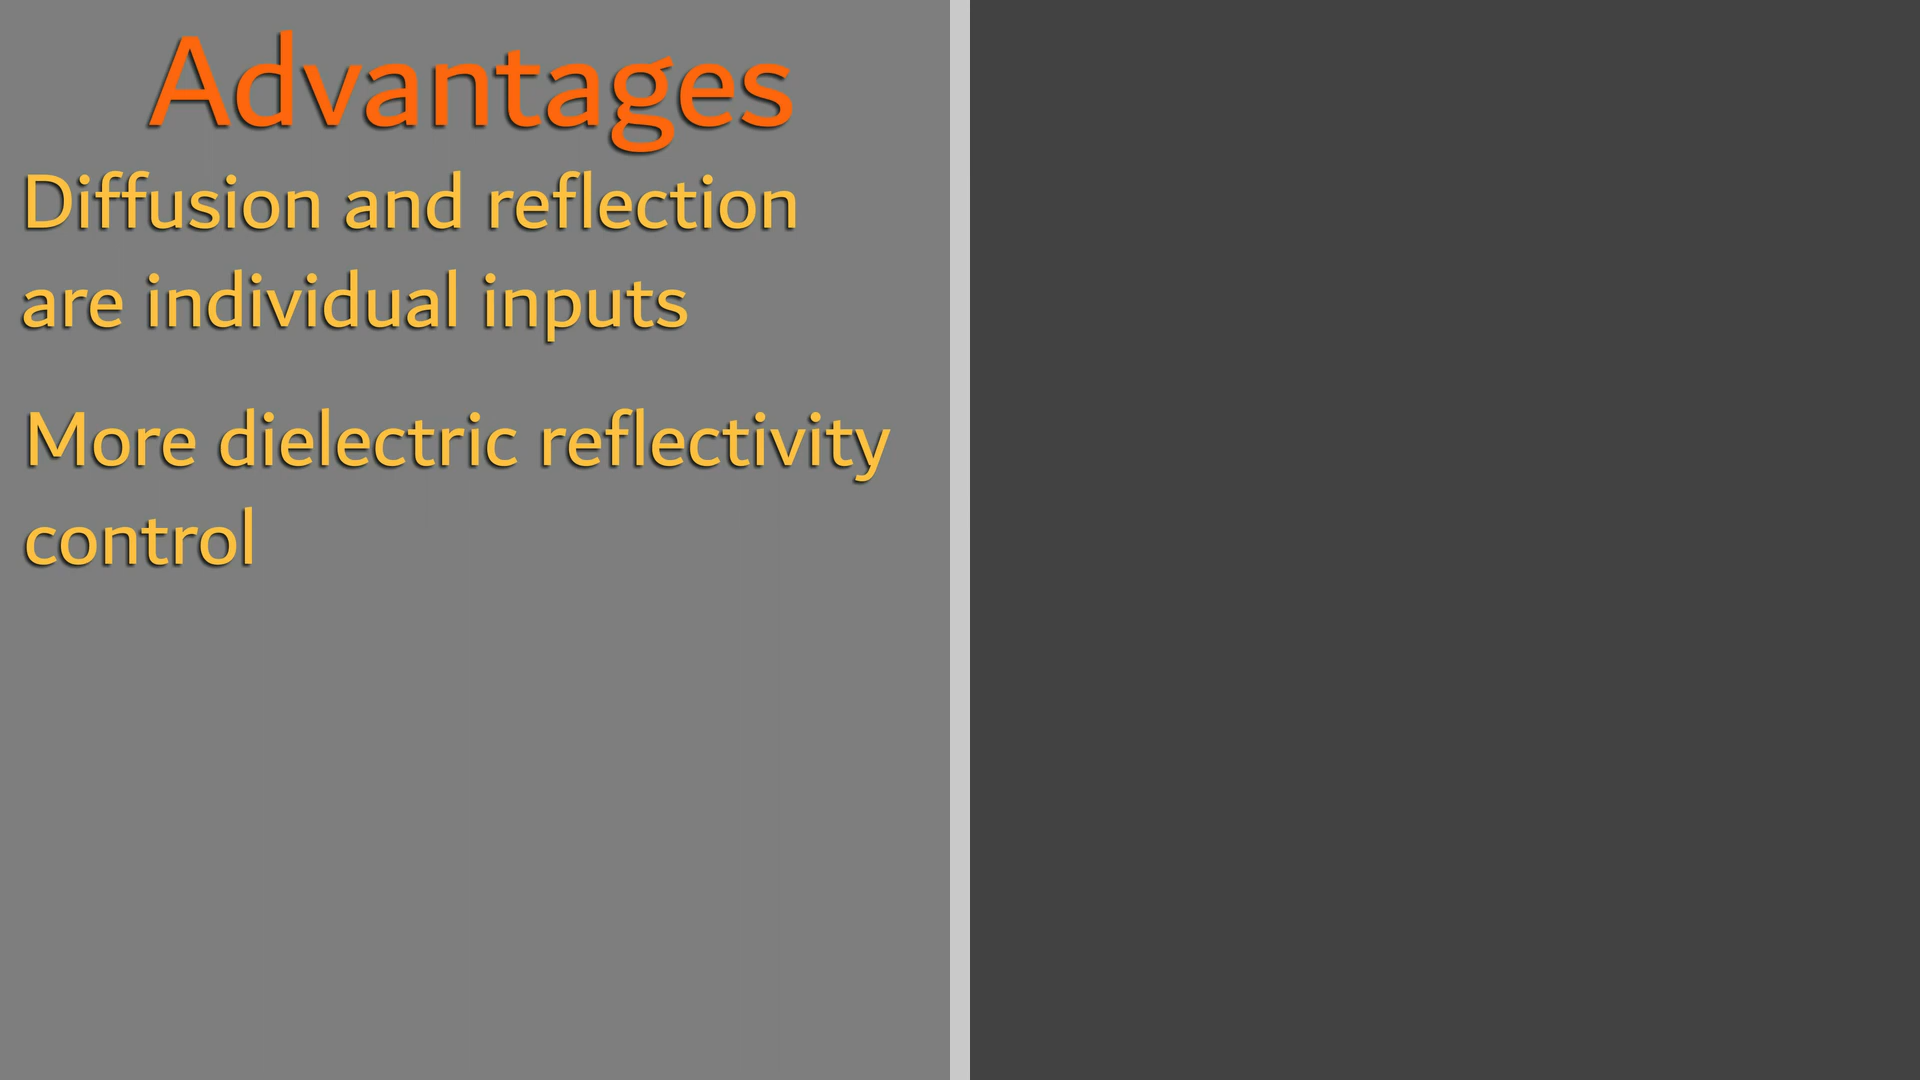 Advantages
Diffusion and reflection
are individual inputs
More dielectric reflectivity
control